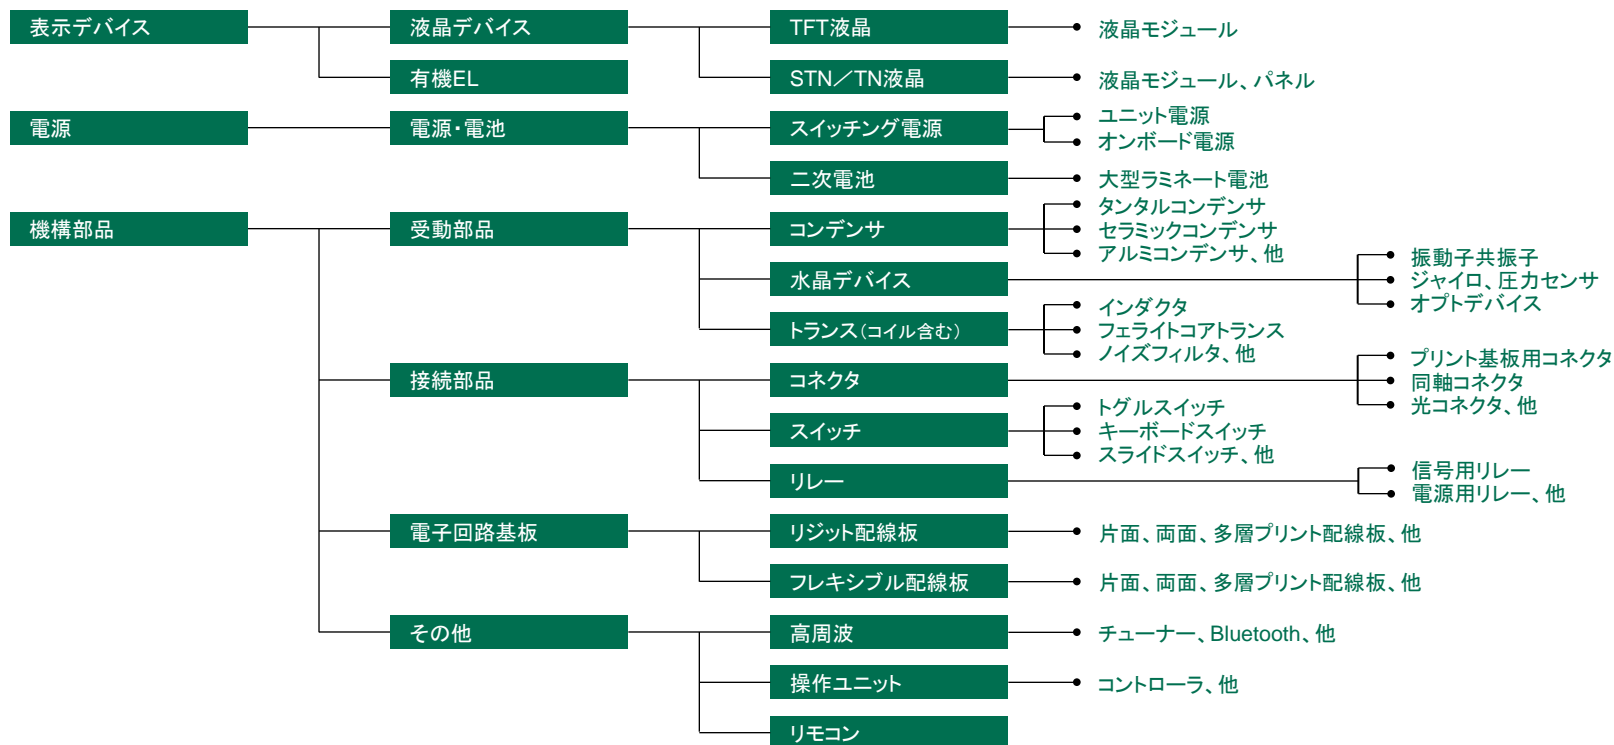 表示デバイス
液晶デバイス
TFT液晶
液晶モジュール
有機EL
STN／TN液晶
液晶モジュール、パネル
電源
電源・電池
スイッチング電源
ユニット電源
オンボード電源
二次電池
大型ラミネート電池
機構部品
受動部品
コンデンサ
タンタルコンデンサ
セラミックコンデンサ
アルミコンデンサ、他
水晶デバイス
振動子共振子
ジャイロ、圧力センサ
オプトデバイス
トランス（コイル含む）
インダクタ
フェライトコアトランス
ノイズフィルタ、他
接続部品
コネクタ
プリント基板用コネクタ
同軸コネクタ
光コネクタ、他
スイッチ
トグルスイッチ
キーボードスイッチ
スライドスイッチ、他
リレー
信号用リレー
電源用リレー、他
電子回路基板
リジット配線板
片面、両面、多層プリント配線板、他
フレキシブル配線板
片面、両面、多層プリント配線板、他
その他
高周波
チューナー、Bluetooth、他
操作ユニット
コントローラ、他
リモコン